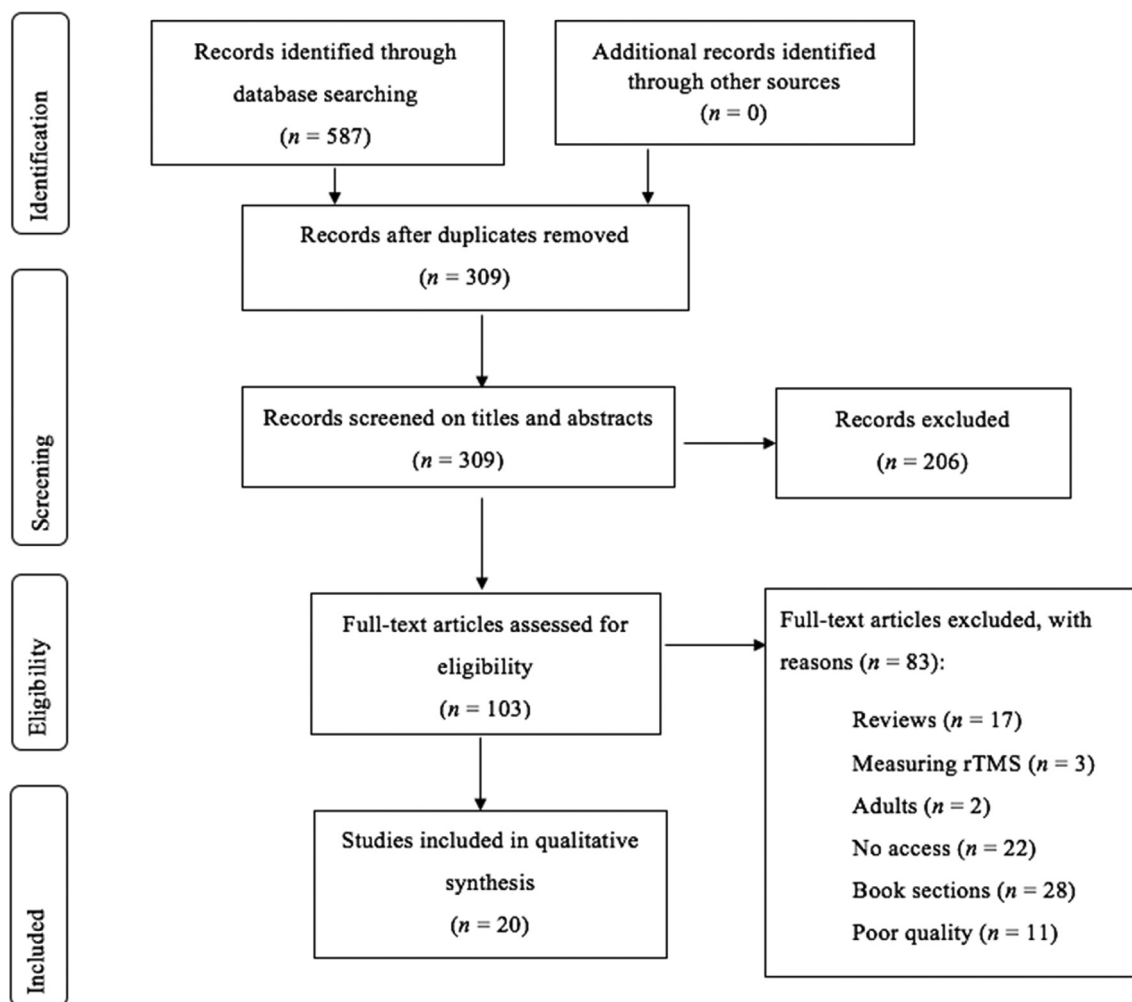 Identification
Records identified through
database searching
(n = 587)
Additional records identified
through other sources
(n = 0)
Records after duplicates removed
(n = 309)
Screening
Records screened on titles and abstracts
(n = 309)
Records excluded
(n = 206)
Eligibility
Full-text articles assessed for
eligibility
(n = 103)
Full-text articles excluded, with
reasons (n = 83):
Reviews (n = 17)
Measuring rTMS (n = 3)
Adults (n = 2)
No access (n = 22)
Book sections (n = 28)
Poor quality (n = 11)
Included
Studies included in qualitative
synthesis
(n = 20)